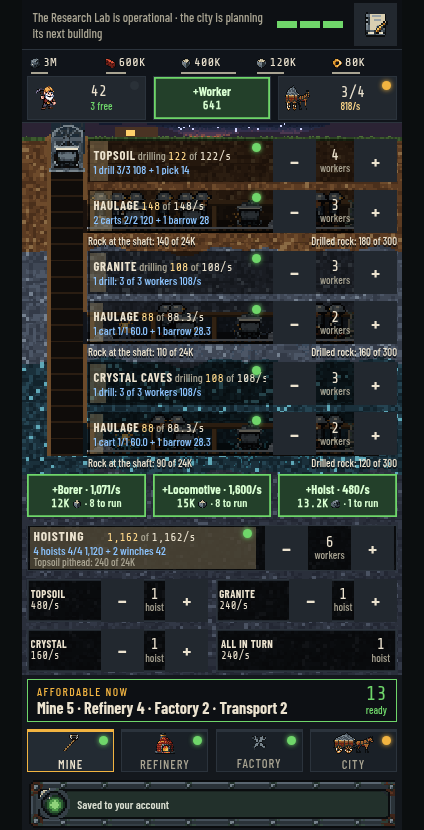 The Research Lab is operational · the city is planning
its next building
3M 600K 400K 120K 80K
42
3 free
+Worker
641
3/4
818/s
TOPSOIL drilling 122 of 122/s
1 drill 3/3 108 + 1 pick 14
− 4 workers +
HAULAGE 148 of 148/s
2 carts 2/2 120 + 1 barrow 28
− 3 workers +
Rock at the shaft: 140 of 24K Drilled rock: 180 of 300
GRANITE drilling 108 of 108/s
1 drill: 3 of 3 workers 108/s
− 3 workers +
HAULAGE 88 of 88.3/s
1 cart 1/1 60.0 + 1 barrow 28.3
− 2 workers +
Rock at the shaft: 110 of 24K Drilled rock: 160 of 300
CRYSTAL CAVES drilling 108 of 108/s
1 drill: 3 of 3 workers 108/s
− 3 workers +
HAULAGE 88 of 88.3/s
1 cart 1/1 60.0 + 1 barrow 28.3
− 2 workers +
Rock at the shaft: 90 of 24K Drilled rock: 120 of 300
+Borer · 1,071/s
12K · 8 to run
+Locomotive · 1,600/s
15K · 8 to run
+Hoist · 480/s
13.2K · 1 to run
HOISTING 1,162 of 1,162/s
4 hoists 4/4 1,120 + 2 winches 42
Topsoil pithead: 240 of 24K
− 6 workers +
TOPSOIL
480/s
− 1 hoist +
GRANITE
240/s
− 1 hoist +
CRYSTAL
160/s
− 1 hoist +
ALL IN TURN
240/s
1 hoist
AFFORDABLE NOW
Mine 5 · Refinery 4 · Factory 2 · Transport 2
13
ready
MINE REFINERY FACTORY CITY
Saved to your account